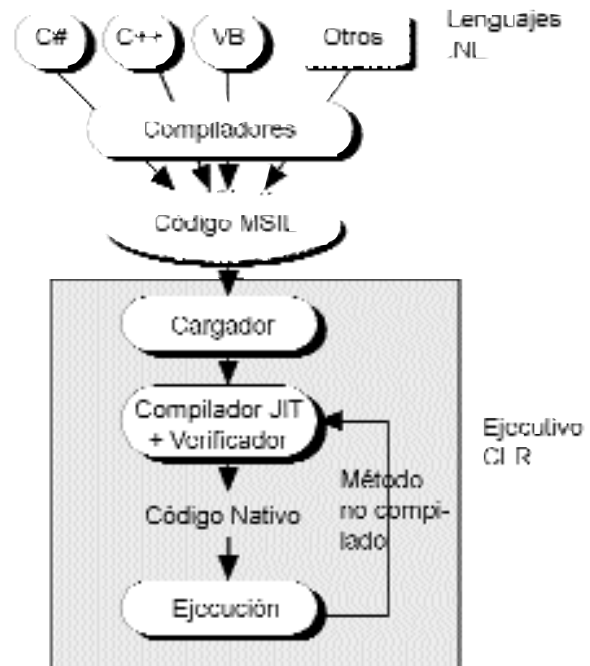 C#
C++
VB
Otros
Lenguajes
.NET
Compiladores
Código MSIL
Cargador
Compilador JIT
+ Verificador
Ejecutivo
CLR
Método
no compi-
lado
Código Nativo
Ejecución